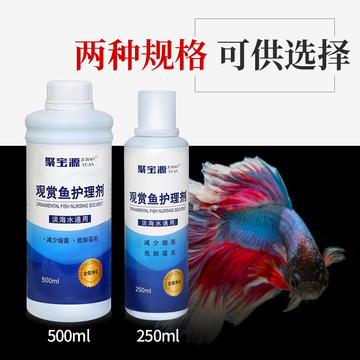 两种规格 可供选择
聚宝源 JUBAO YUAN
观赏鱼护理剂
ORNAMENTAL FISH NURSING SOLVENT
淡海水通用
·减少细菌 ·抵制藻类
500ml
聚宝源 JUBAO YUAN
观赏鱼护理剂
ORNAMENTAL FISH NURSING SOLVENT
淡海水通用
·减少细菌
·抵制藻类
250ml
500ml
250ml